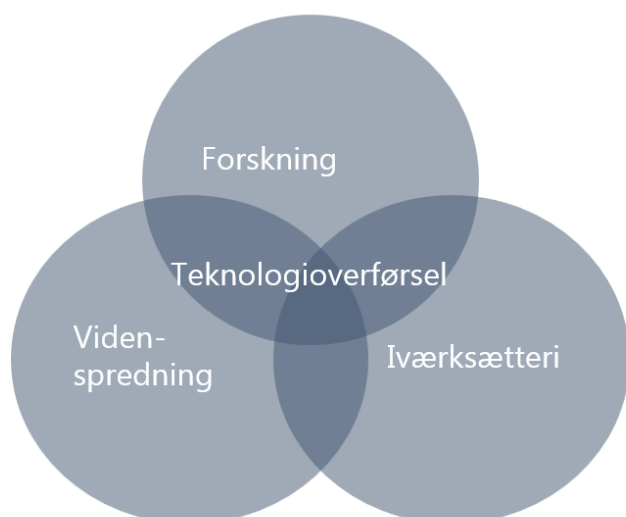 Forskning
Teknologioverførsel
Viden-
spredning
Iværksætteri